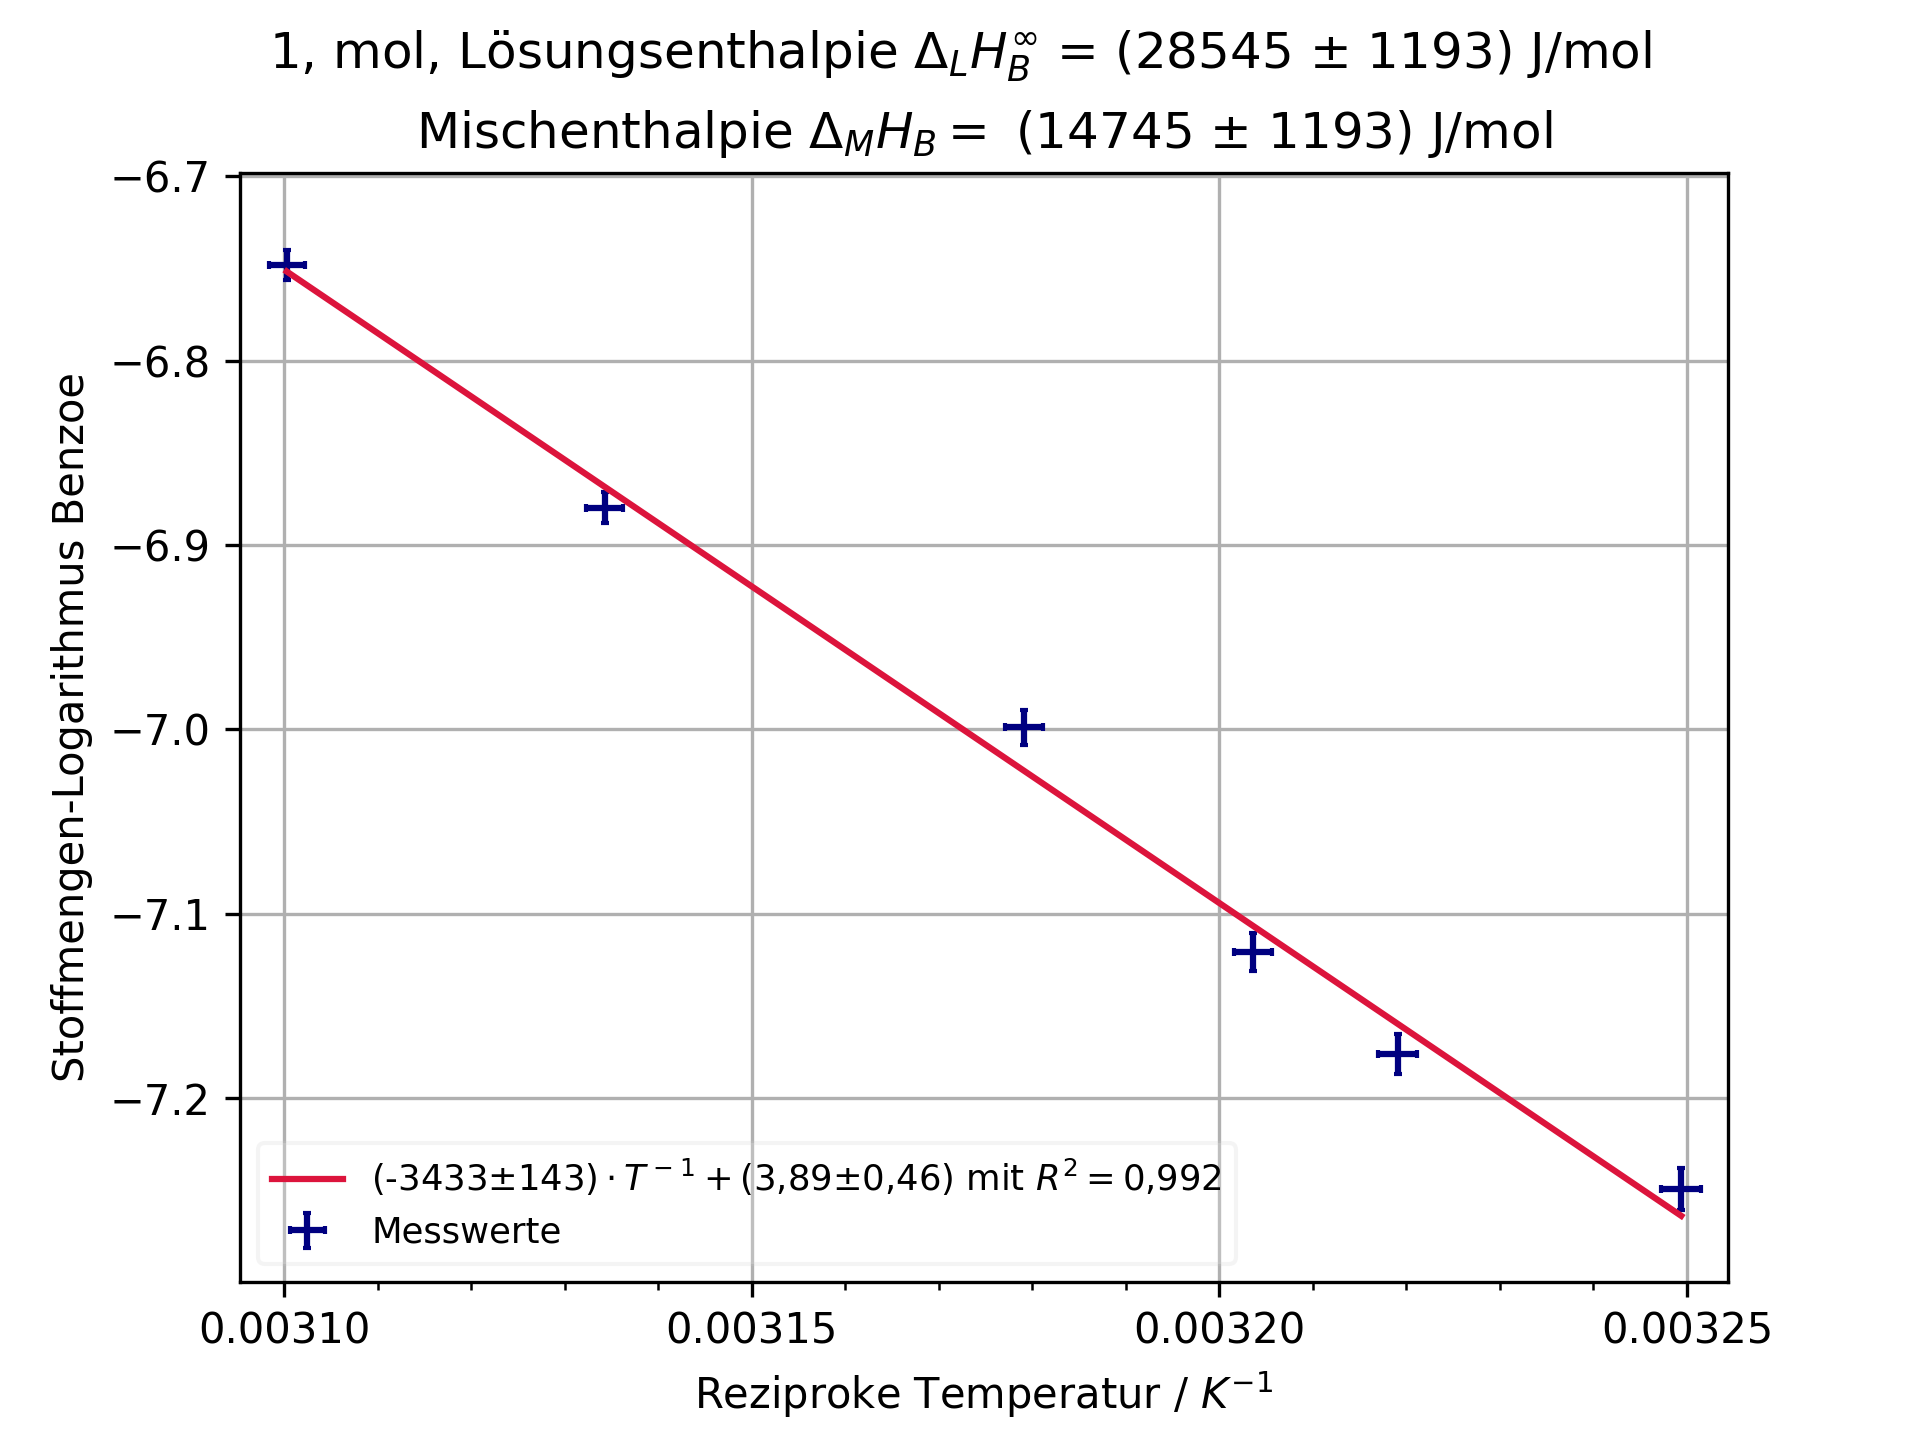 1, mol, Lösungsenthalpie Δ_L H_B^∞ = (28545 ± 1193) J/mol
Mischenthalpie Δ_M H_B = (14745 ± 1193) J/mol
Stoffmengen-Logarithmus Benzoe
−6.7
−6.8
−6.9
−7.0
−7.1
−7.2
(-3433±143) · T^−1 + (3,89±0,46) mit R^2 = 0,992
Messwerte
0.00310 0.00315 0.00320 0.00325
Reziproke Temperatur / K^−1